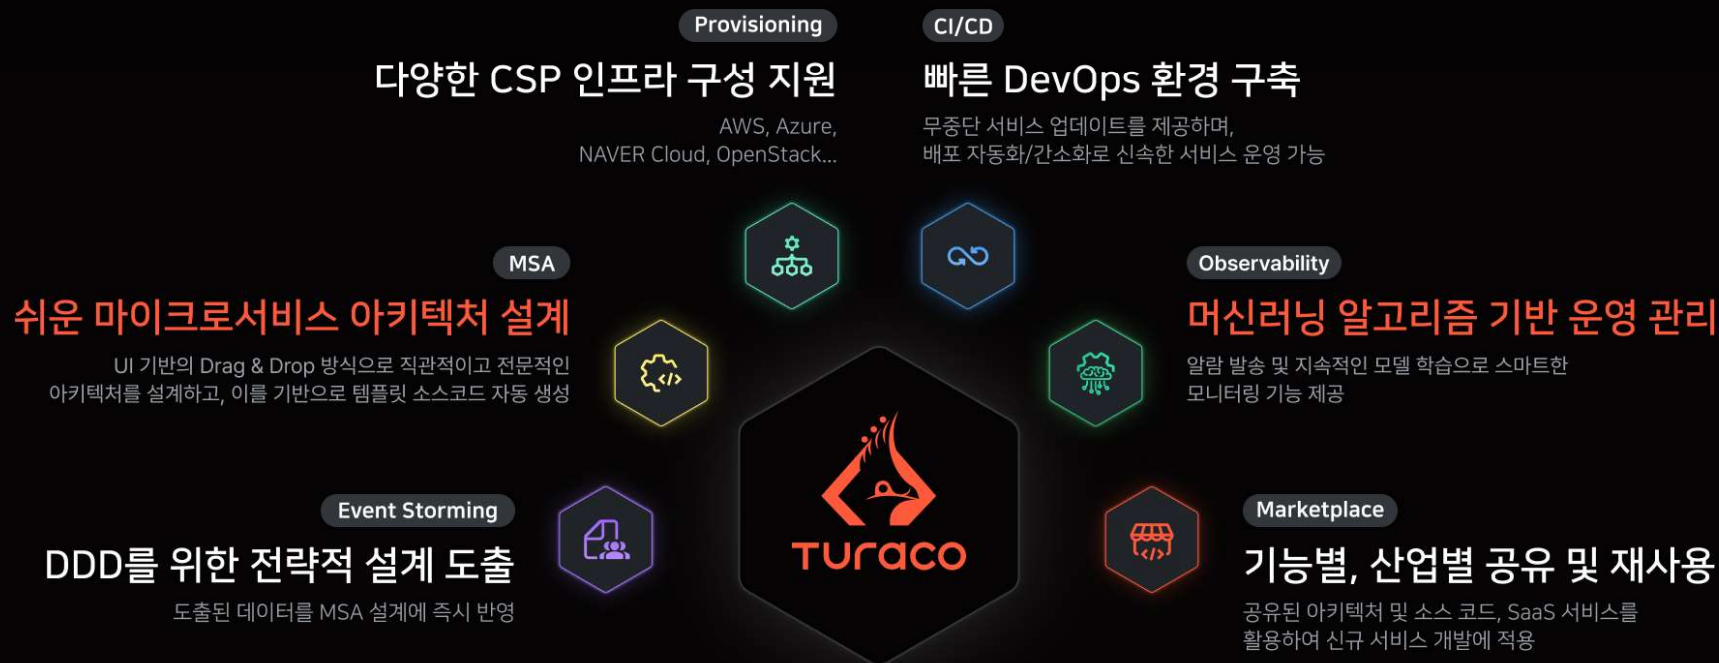 Provisioning
다양한 CSP 인프라 구성 지원
AWS, Azure,
NAVER Cloud, OpenStack...
CI/CD
빠른 DevOps 환경 구축
무중단 서비스 업데이트를 제공하며,
배포 자동화/간소화로 신속한 서비스 운영 가능
MSA
쉬운 마이크로서비스 아키텍처 설계
UI 기반의 Drag & Drop 방식으로 직관적이고 전문적인
아키텍처를 설계하고, 이를 기반으로 템플릿 소스코드 자동 생성
Observability
머신러닝 알고리즘 기반 운영 관리
알람 발송 및 지속적인 모델 학습으로 스마트한
모니터링 기능 제공
Event Storming
DDD를 위한 전략적 설계 도출
도출된 데이터를 MSA 설계에 즉시 반영
TUraco
Marketplace
기능별, 산업별 공유 및 재사용
공유된 아키텍처 및 소스 코드, SaaS 서비스를
활용하여 신규 서비스 개발에 적용